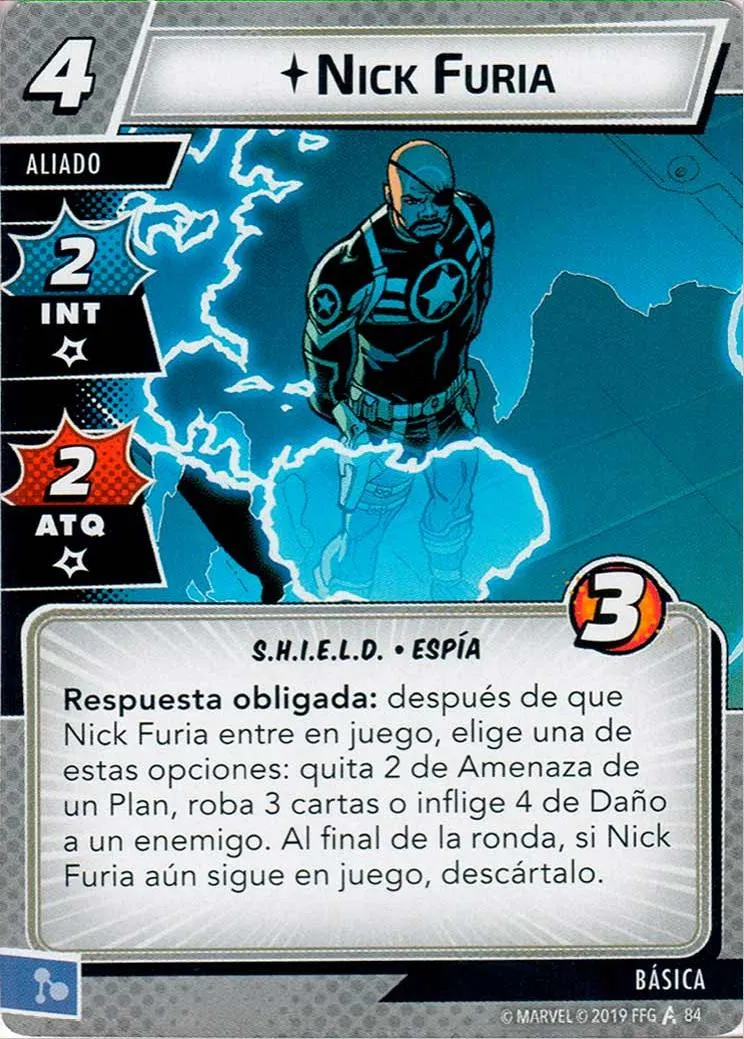 4
NICK FURIA
ALIADO
2
INT
2
ATQ
3
S.H.I.E.L.D. • ESPÍA
Respuesta obligada: después de que
Nick Furia entre en juego, elige una de
estas opciones: quita 2 de Amenaza de
un Plan, roba 3 cartas o inflige 4 de Daño
a un enemigo. Al final de la ronda, si Nick
Furia aún sigue en juego, descártalo.
BÁSICA
© MARVEL © 2019 FFG 84